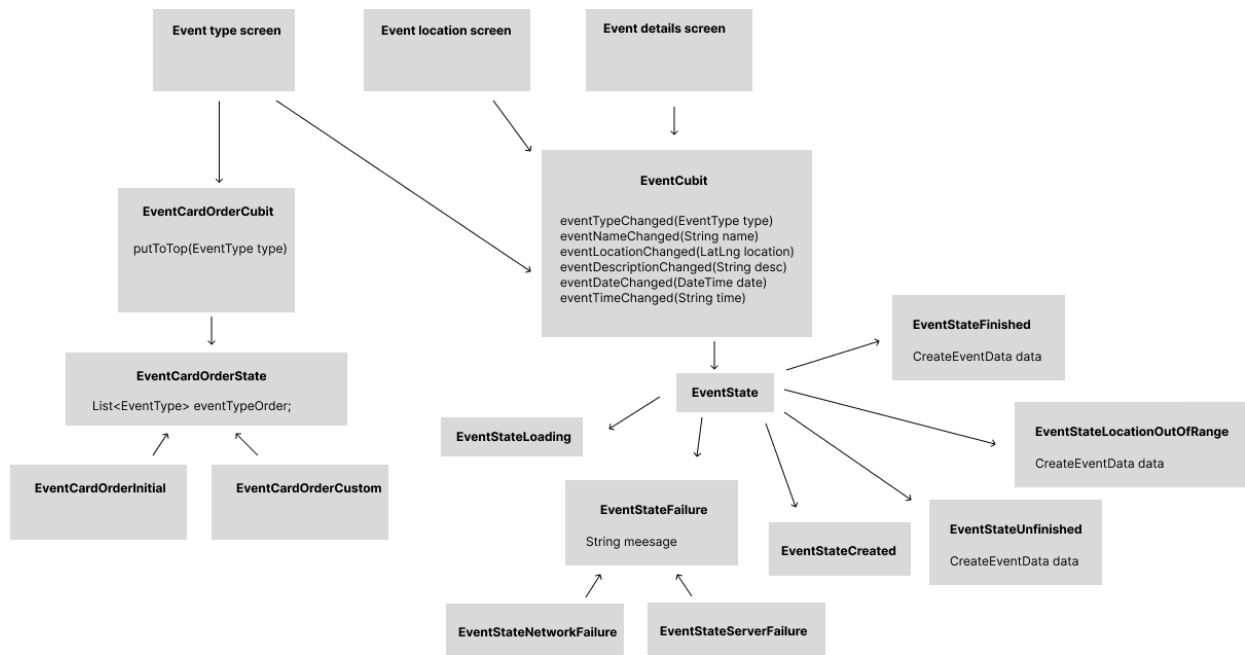 Event type screen
Event location screen
Event details screen
EventCubit
eventTypeChanged(EventType type)
eventNameChanged(String name)
eventLocationChanged(LatLng location)
eventDescriptionChanged(String desc)
eventDateChanged(DateTime date)
eventTimeChanged(String time)
EventCardOrderCubit
putToTop(EventType type)
EventCardOrderState
List<EventType> eventTypeOrder;
EventCardOrderInitial
EventCardOrderCustom
EventState
EventStateFinished
CreateEventData data
EventStateLocationOutOfRange
CreateEventData data
EventStateLoading
EventStateFailure
String meesage
EventStateCreated
EventStateUnfinished
CreateEventData data
EventStateNetworkFailure
EventStateServerFailure